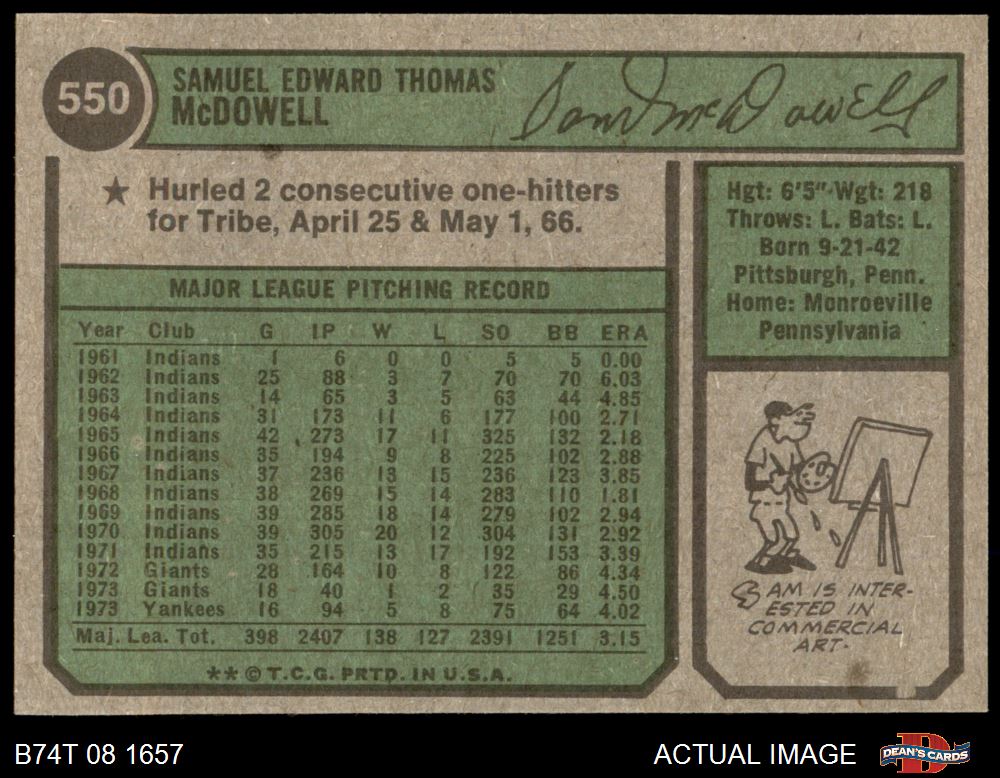 550
SAMUEL EDWARD THOMAS
McDOWELL
Sam McDowell
★ Hurled 2 consecutive one-hitters
for Tribe, April 25 & May 1, 66.
Hgt: 6'5" Wgt: 218
Throws: L. Bats: L.
Born 9-21-42
Pittsburgh, Penn.
Home: Monroeville
Pennsylvania
MAJOR LEAGUE PITCHING RECORD
Year Club G IP W L SO BB ERA
1961 Indians 1 6 0 0 5 5 0.00
1962 Indians 25 88 3 7 70 70 6.03
1963 Indians 14 65 3 5 63 44 4.85
1964 Indians 31 173 11 6 177 100 2.71
1965 Indians 42 273 17 11 325 132 2.18
1966 Indians 35 194 9 8 225 102 2.88
1967 Indians 37 236 13 15 236 123 3.85
1968 Indians 38 269 15 14 283 110 1.81
1969 Indians 39 285 18 14 279 102 2.94
1970 Indians 39 305 20 12 304 131 2.92
1971 Indians 35 215 13 17 192 153 3.39
1972 Giants 28 164 10 8 122 86 4.34
1973 Giants 18 40 1 2 35 29 4.50
1973 Yankees 16 94 5 8 75 64 4.02
Maj. Lea. Tot. 398 2407 138 127 2391 1251 3.15
** © T.C.G. PRTD. IN U.S.A.
SAM IS INTER-
ESTED IN
COMMERCIAL
ART.
B74T 08 1657
ACTUAL IMAGE
D
DEAN'S CARDS